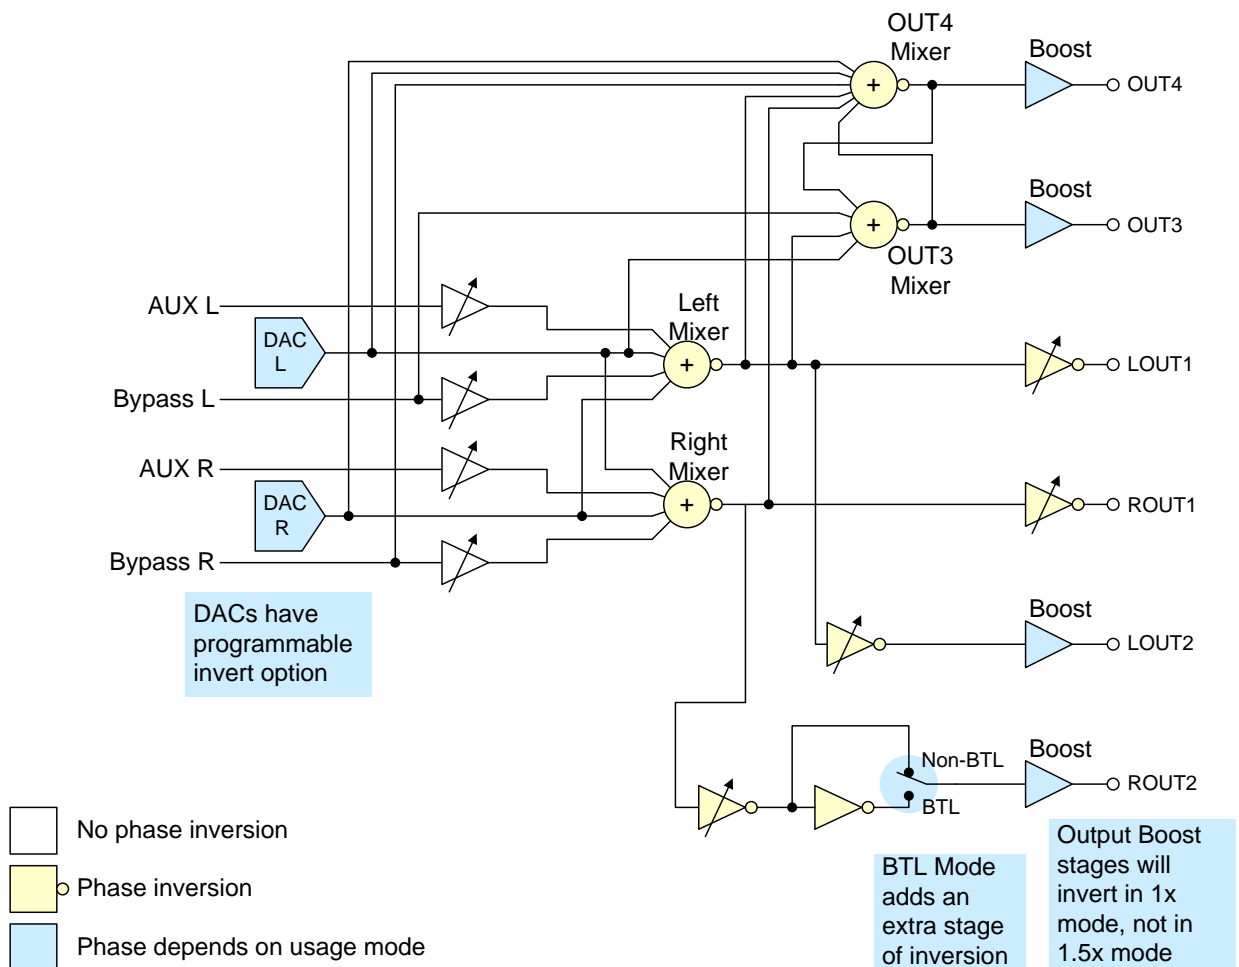 OUT4
Mixer
Boost
+
OUT4
Boost
+
OUT3
OUT3
Mixer
AUX L
Left
Mixer
DAC
L
+
LOUT1
Bypass L
Right
Mixer
AUX R
DAC
R
+
ROUT1
Bypass R
DACs have
programmable
invert option
Boost
LOUT2
Boost
Non-BTL
ROUT2
BTL
No phase inversion
Phase inversion
Phase depends on usage mode
BTL Mode
adds an
extra stage
of inversion
Output Boost
stages will
invert in 1x
mode, not in
1.5x mode